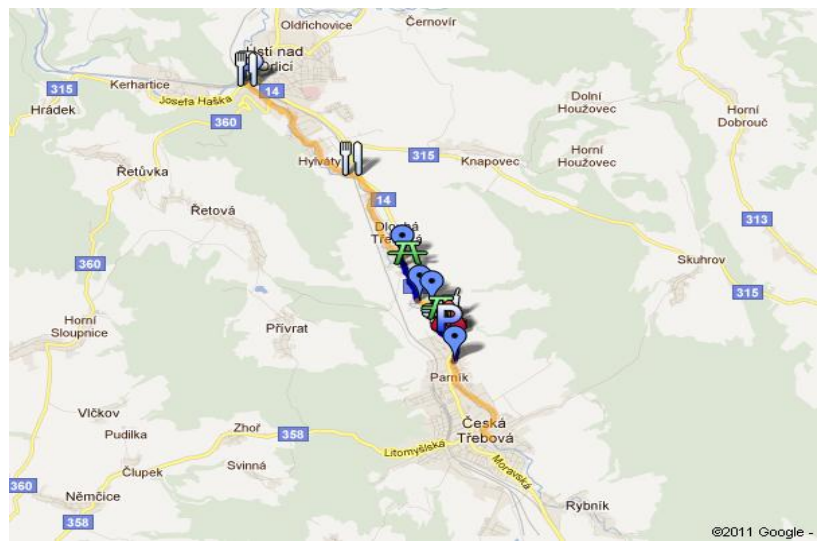 Oldřichovice
Černovír
Ústí nad
Orlicí
315
Kerhartice
14
Josefa Haška
Hrádek
360
Dolní
Houžovec
Horní
Dobrouč
Hylváty
315
Knapovec
Horní
Houžovec
Řetůvka
14
Řetová
313
Dlouhá
Třebová
360
Skuhrov
315
Horní
Sloupnice
Přívrat
P
Parník
Vlčkov
Pudilka
Zhoř
358
Česká
Třebová
Litomyšlská
Moravská
Svinná
Člupek
360
Němčice
358
Rybník
©2011 Google -